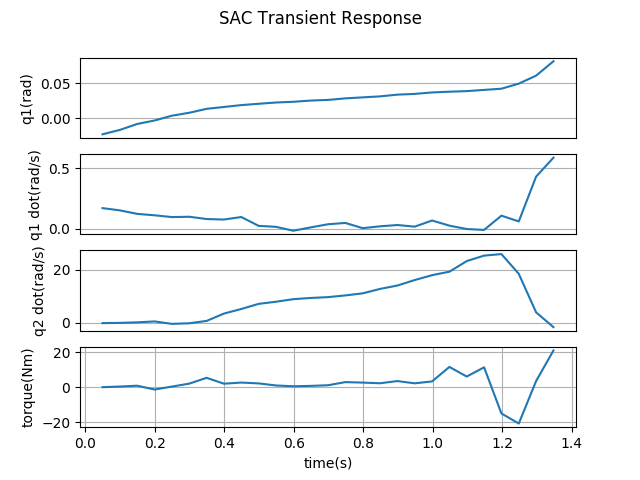 SAC Transient Response
q1(rad)
0.05
0.00
q1 dot(rad/s)
0.5
0.0
q2 dot(rad/s)
20
0
torque(Nm)
20
0
−20
0.0 0.2 0.4 0.6 0.8 1.0 1.2 1.4
time(s)